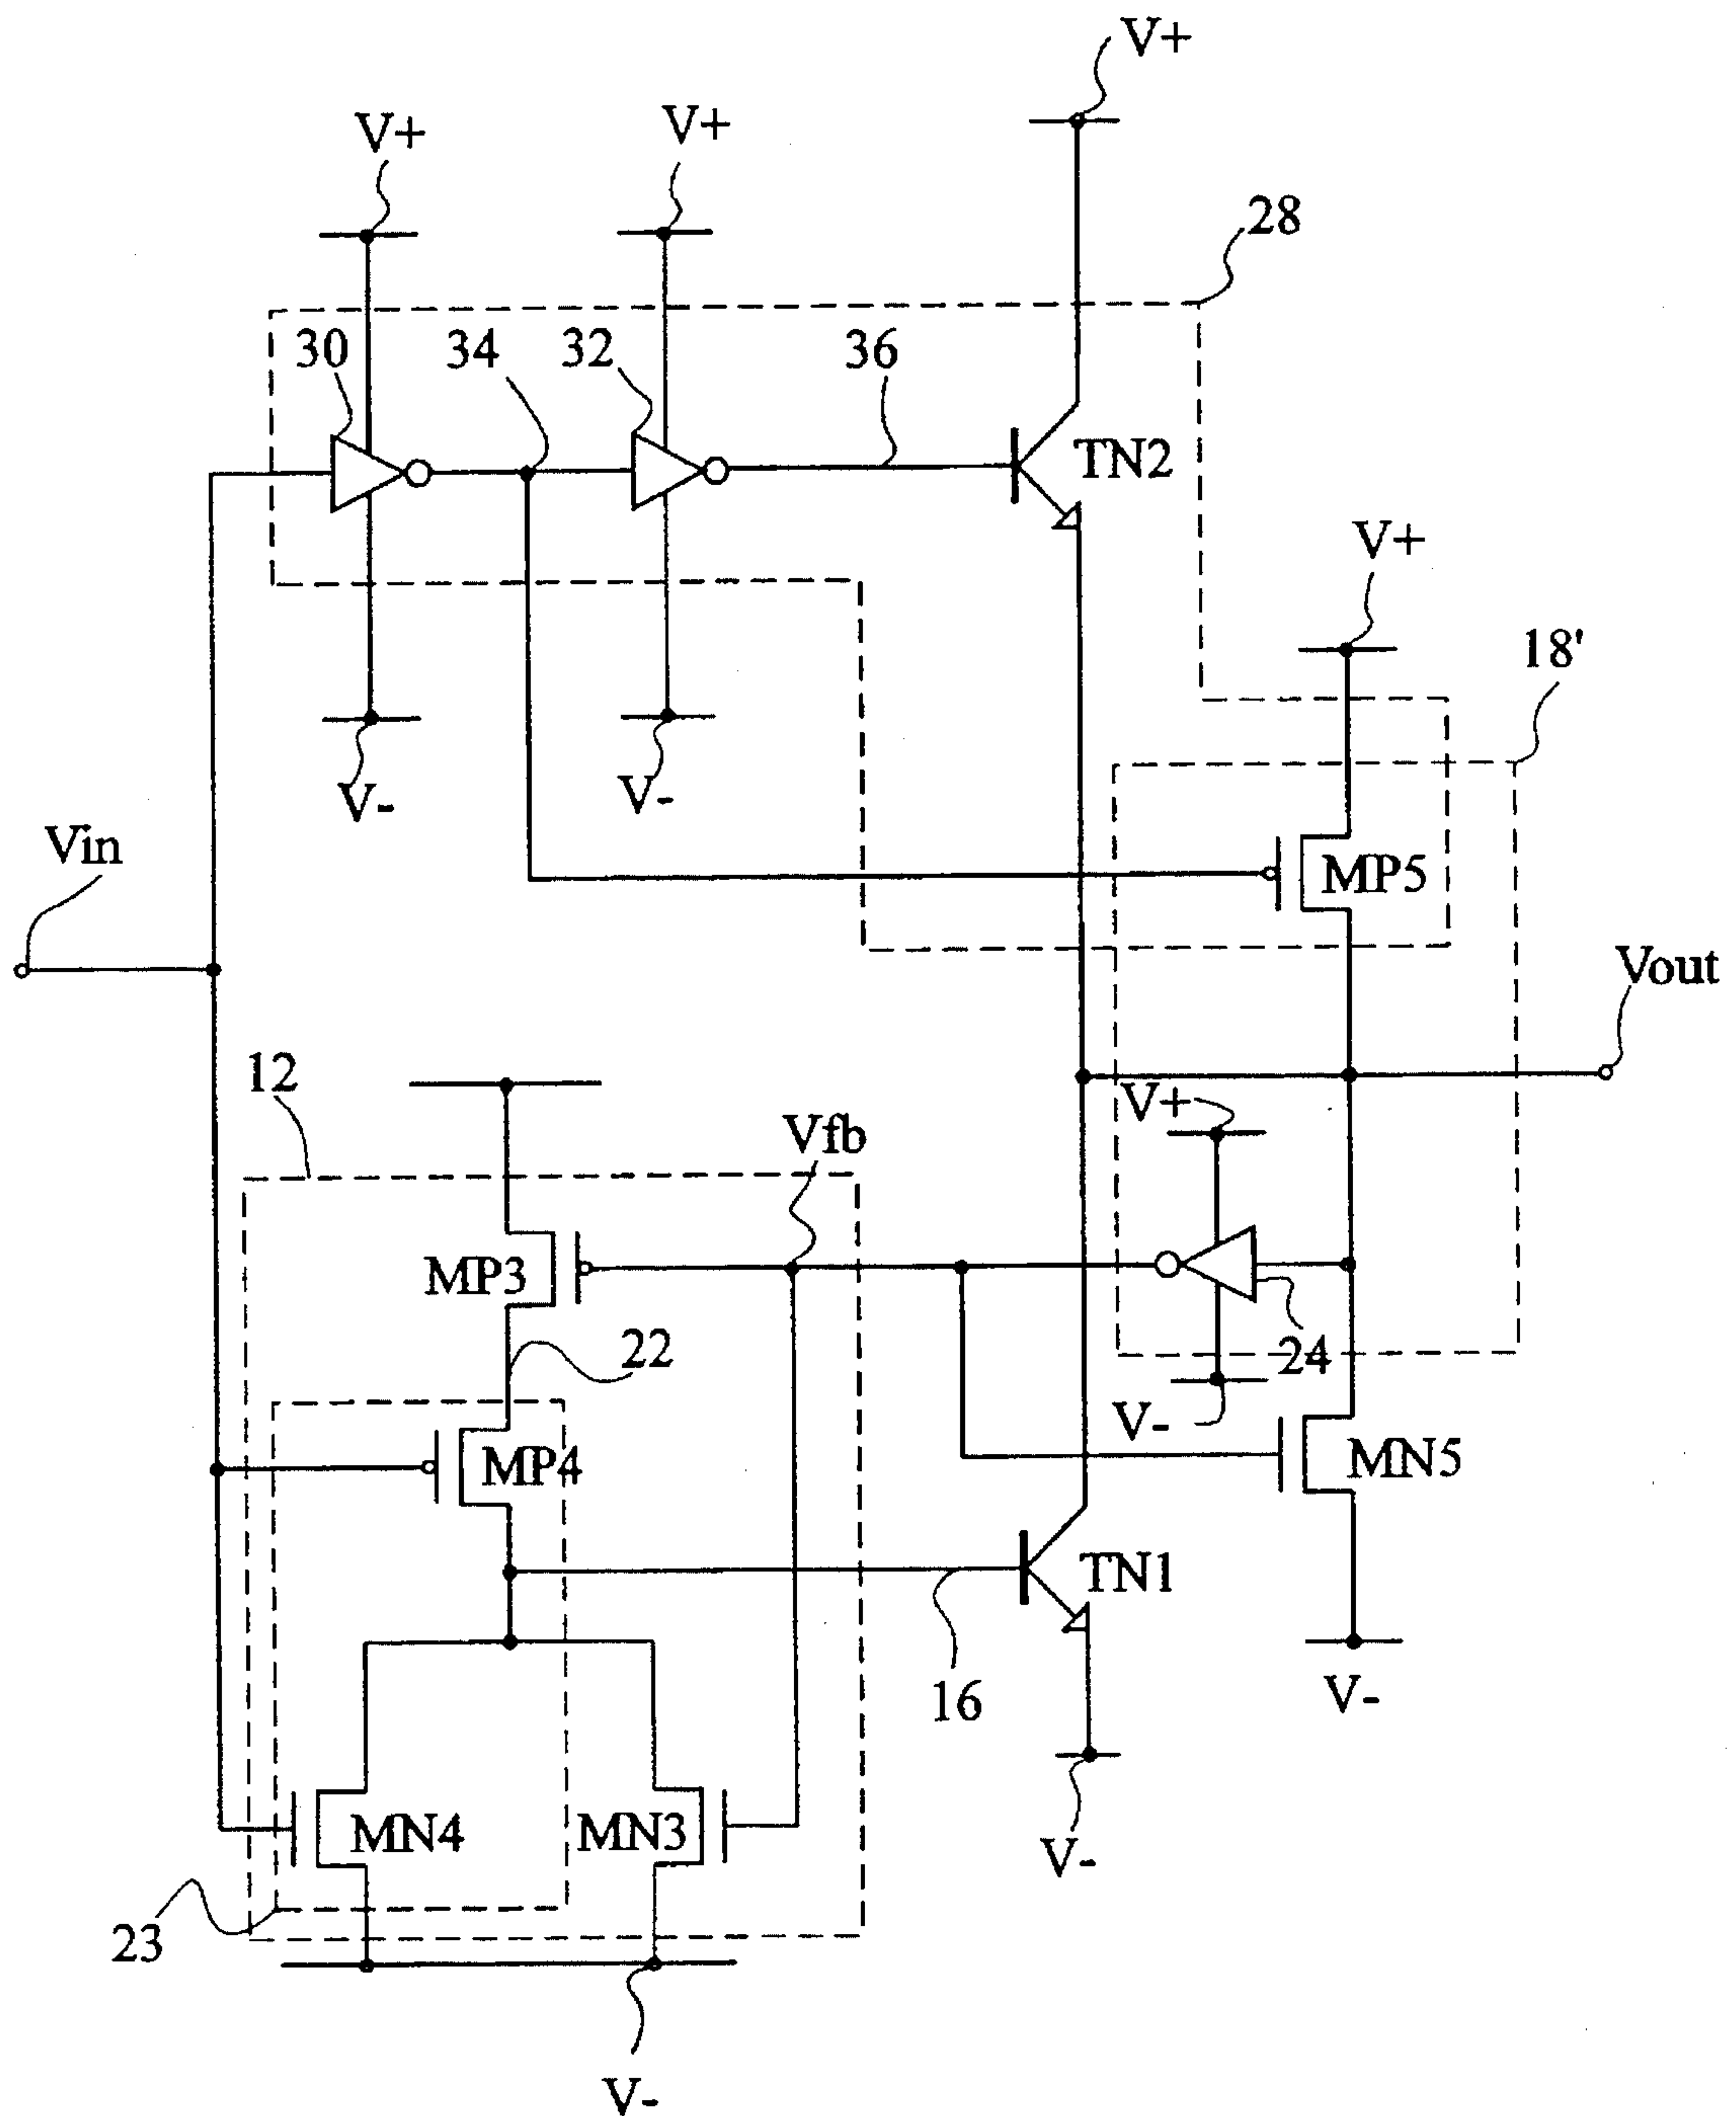 V+
V+
V+
28
30
34
32
36
TN2
V+
18'
V-
V-
Vin
MP5
Vout
12
V+
Vfb
MP3
22
24
V-
MP4
MN5
TN1
16
V-
MN4
MN3
V-
23
V-